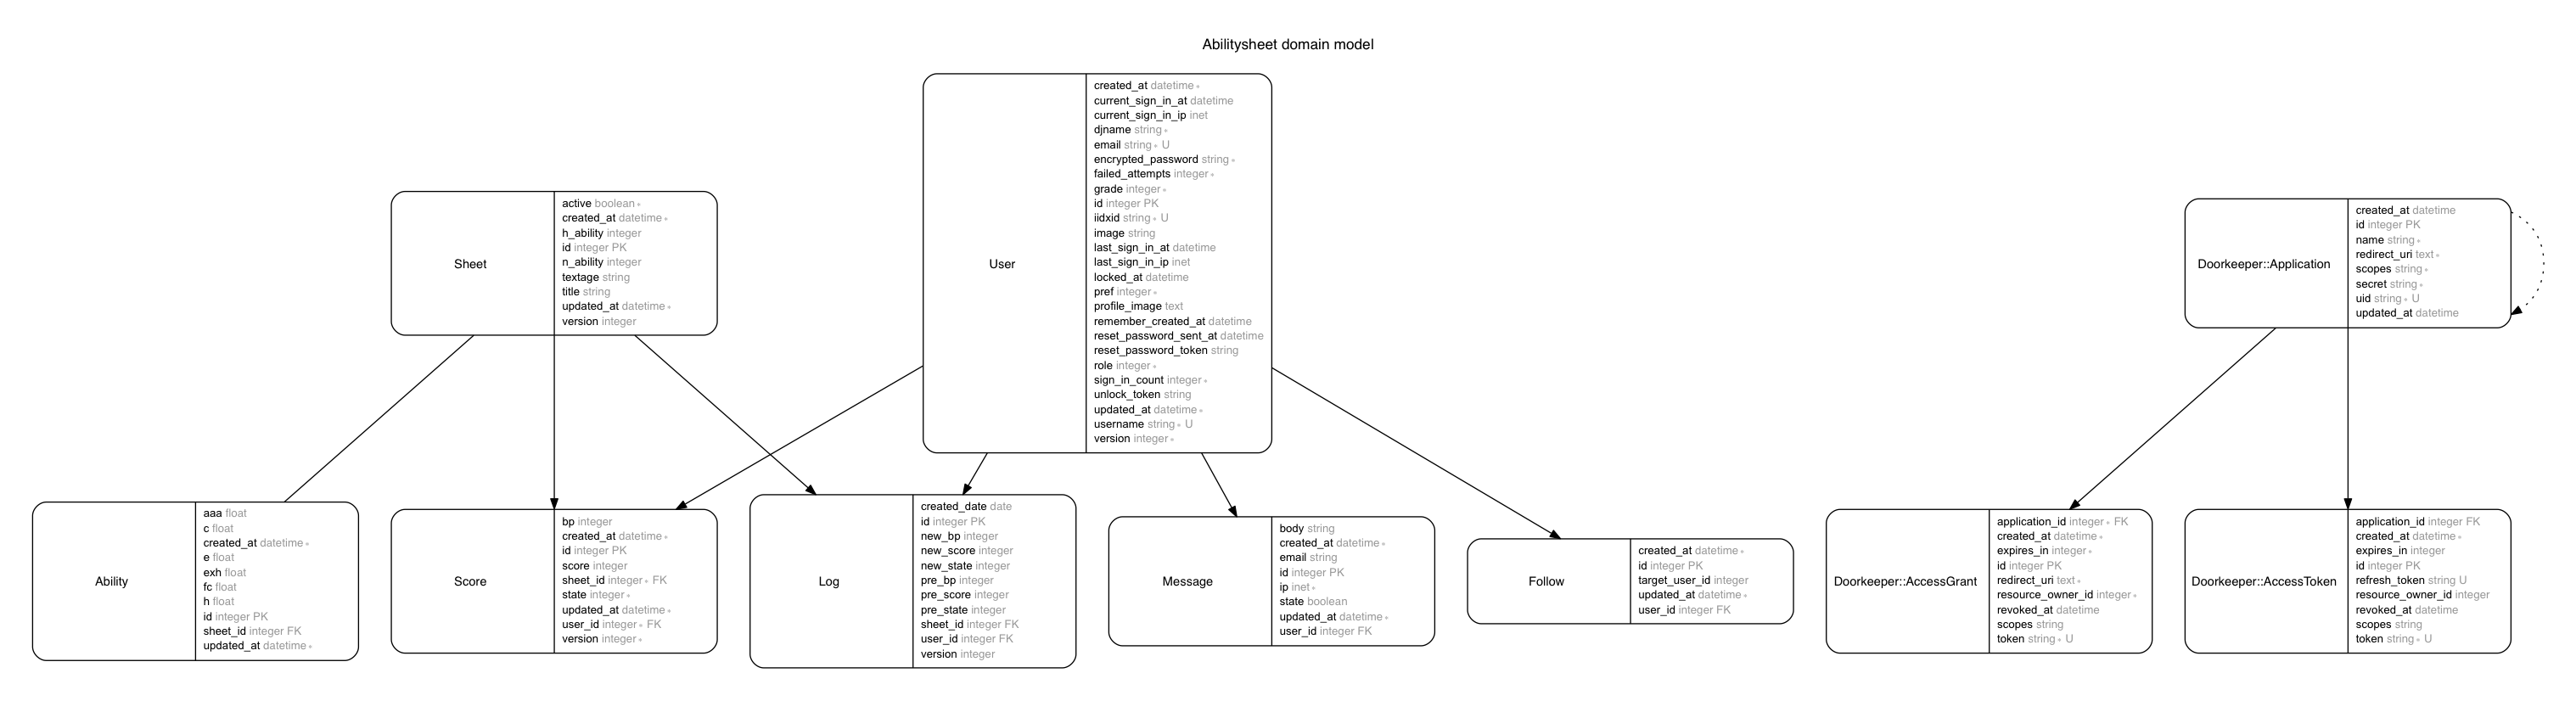 Abilitysheet domain model
User
created_at datetime ∗
current_sign_in_at datetime
current_sign_in_ip inet
djname string ∗
email string ∗ U
encrypted_password string ∗
failed_attempts integer ∗
grade integer ∗
id integer PK
iidxid string ∗ U
image string
last_sign_in_at datetime
last_sign_in_ip inet
locked_at datetime
pref integer ∗
profile_image text
remember_created_at datetime
reset_password_sent_at datetime
reset_password_token string
role integer ∗
sign_in_count integer ∗
unlock_token string
updated_at datetime ∗
username string ∗ U
version integer ∗
Sheet
active boolean ∗
created_at datetime ∗
h_ability integer
id integer PK
n_ability integer
textage string
title string
updated_at datetime ∗
version integer
Doorkeeper::Application
created_at datetime
id integer PK
name string ∗
redirect_uri text ∗
scopes string ∗
secret string ∗
uid string ∗ U
updated_at datetime
Ability
aaa float
c float
created_at datetime ∗
e float
exh float
fc float
h float
id integer PK
sheet_id integer FK
updated_at datetime ∗
Score
bp integer
created_at datetime ∗
id integer PK
score integer
sheet_id integer ∗ FK
state integer ∗
updated_at datetime ∗
user_id integer ∗ FK
version integer ∗
Log
created_date date
id integer PK
new_bp integer
new_score integer
new_state integer
pre_bp integer
pre_score integer
pre_state integer
sheet_id integer FK
user_id integer FK
version integer
Message
body string
created_at datetime ∗
email string
id integer PK
ip inet ∗
state boolean
updated_at datetime ∗
user_id integer FK
Follow
created_at datetime ∗
id integer PK
target_user_id integer
updated_at datetime ∗
user_id integer FK
Doorkeeper::AccessGrant
application_id integer ∗ FK
created_at datetime ∗
expires_in integer ∗
id integer PK
redirect_uri text ∗
resource_owner_id integer ∗
revoked_at datetime
scopes string
token string ∗ U
Doorkeeper::AccessToken
application_id integer FK
created_at datetime ∗
expires_in integer
id integer PK
refresh_token string U
resource_owner_id integer
revoked_at datetime
scopes string
token string ∗ U